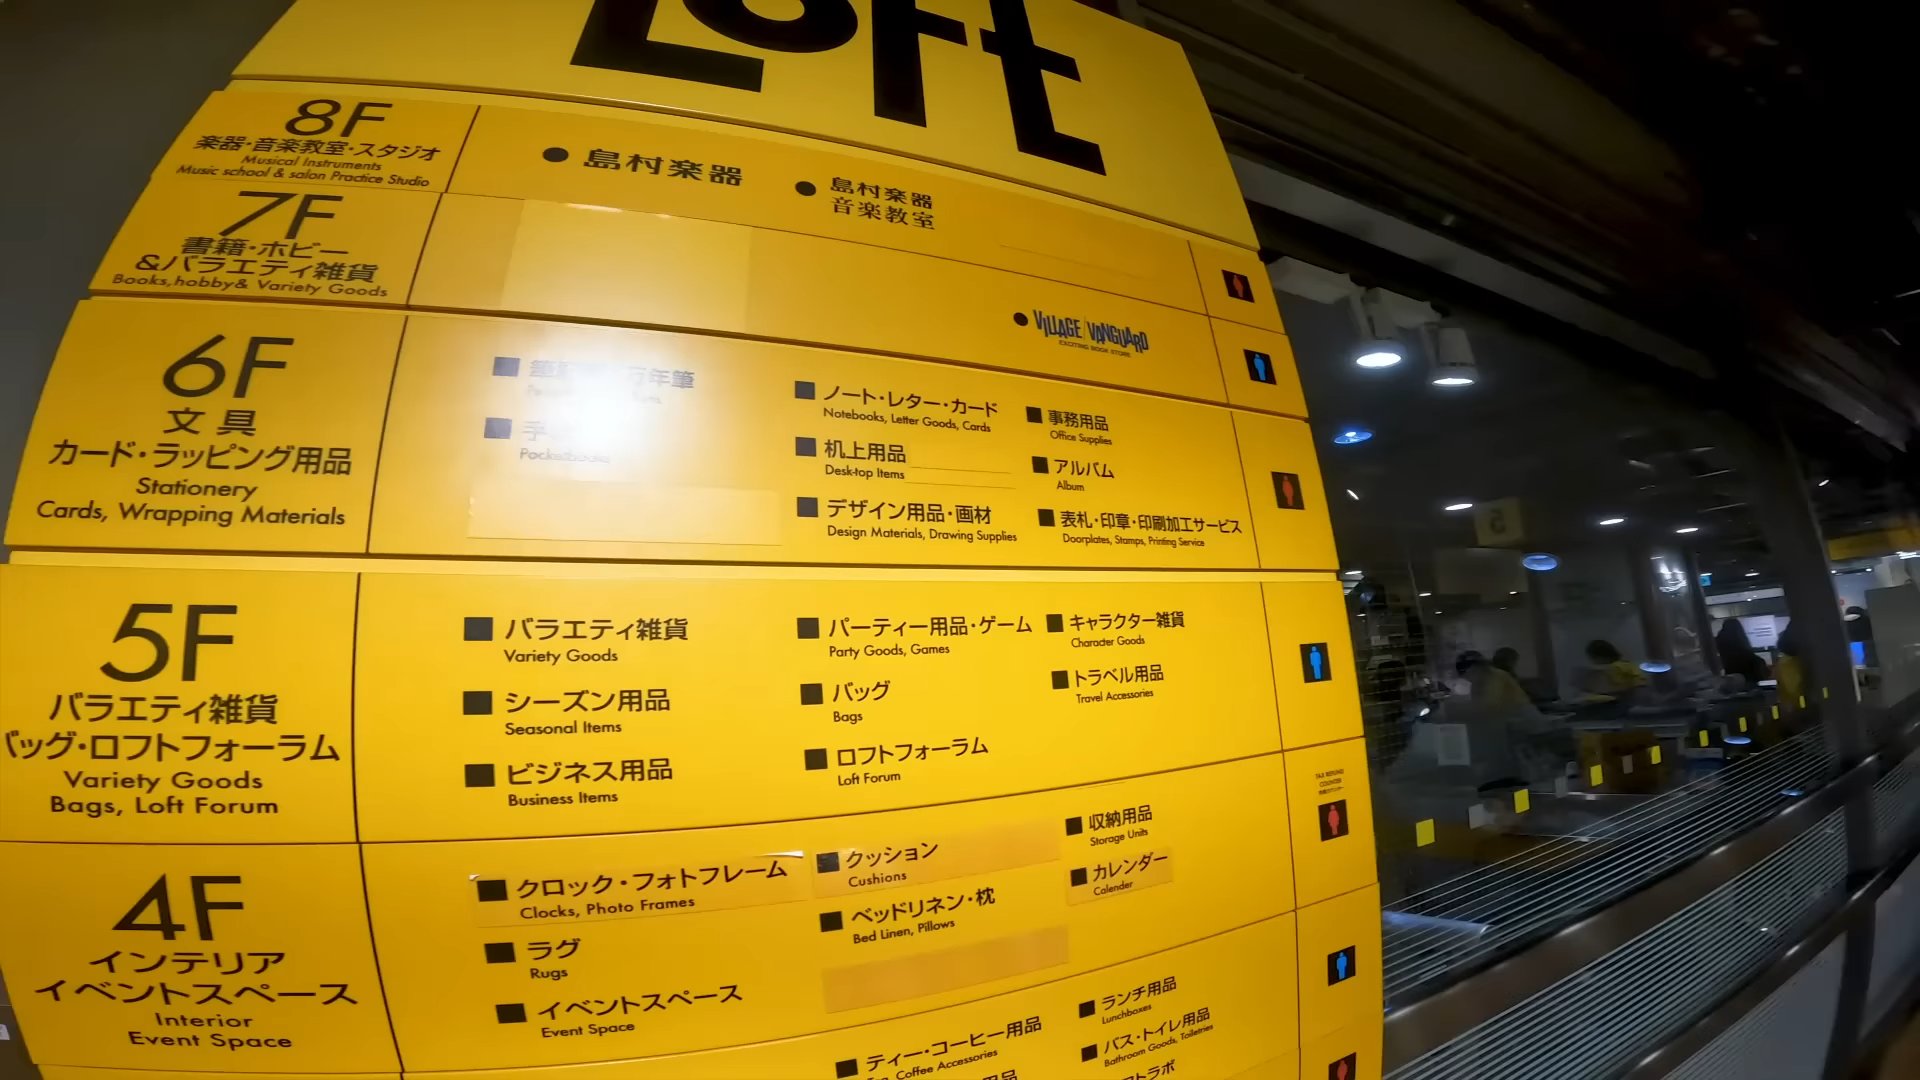 Loft
8F
楽器・音楽教室・スタジオ
Musical Instruments
Music school & salon Practice Studio
島村楽器
島村楽器
音楽教室
7F
書籍・ホビー
&バラエティ雑貨
Books,hobby& Variety Goods
VILLAGE/VANGUARD
EXCITING BOOK STORE
6F
文具
カード・ラッピング用品
Stationery
Cards, Wrapping Materials
万年筆
Pocketbooks
ノート・レター・カード
Notebooks, Letter Goods, Cards
机上用品
Desk-top Items
デザイン用品・画材
Design Materials, Drawing Supplies
事務用品
Office Supplies
アルバム
Album
表札・印章・印刷加工サービス
Doorplates, Stamps, Printing Service
5F
バラエティ雑貨
バッグ・ロフトフォーラム
Variety Goods
Bags, Loft Forum
バラエティ雑貨
Variety Goods
シーズン用品
Seasonal Items
ビジネス用品
Business Items
パーティー用品・ゲーム
Party Goods, Games
バッグ
Bags
ロフトフォーラム
Loft Forum
キャラクター雑貨
Character Goods
トラベル用品
Travel Accessories
TAX REFUND
COUNTER
4F
インテリア
イベントスペース
Interior
Event Space
クロック・フォトフレーム
Clocks, Photo Frames
ラグ
Rugs
イベントスペース
Event Space
クッション
Cushions
ベッドリネン・枕
Bed Linen, Pillows
収納用品
Storage Units
カレンダー
Calender
ティー・コーヒー用品
Coffee Accessories
用品
ランチ用品
Lunchboxes
バス・トイレ用品
Bathroom Goods, Toiletries